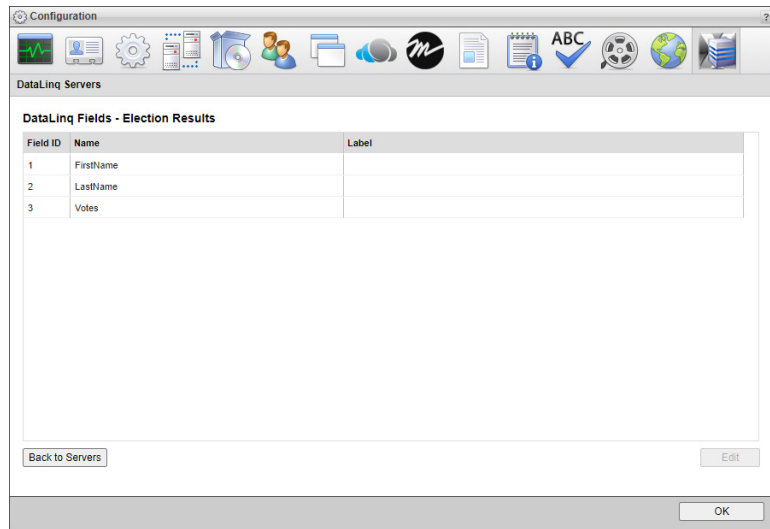 Configuration
?
ABC
DataLinq Servers
DataLinq Fields - Election Results
Field ID Name Label
1 FirstName
2 LastName
3 Votes
Back to Servers Edit
OK